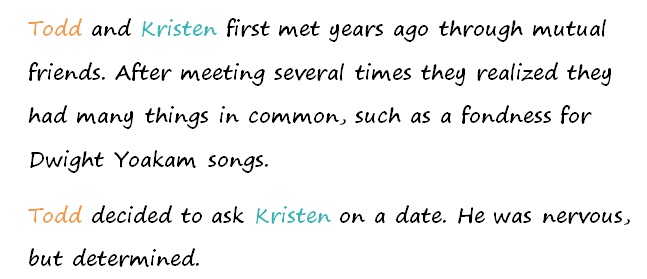 Todd and Kristen first met years ago through mutual
friends. After meeting several times they realized they
had many things in common, such as a fondness for
Dwight Yoakam songs.
Todd decided to ask Kristen on a date. He was nervous,
but determined.